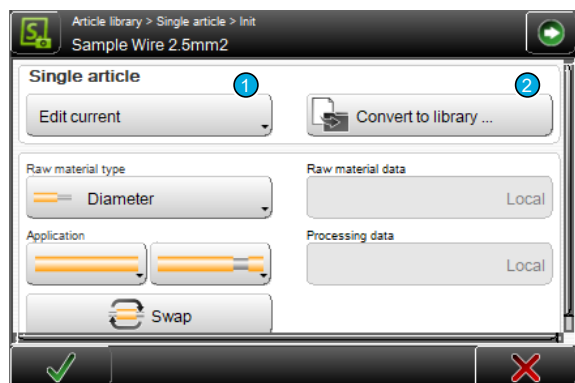 Article library > Single article > Init
Sample Wire 2.5mm2
Single article
1
2
Edit current
Convert to library ...
Raw material type
Raw material data
Diameter
Local
Application
Processing data
Local
Swap